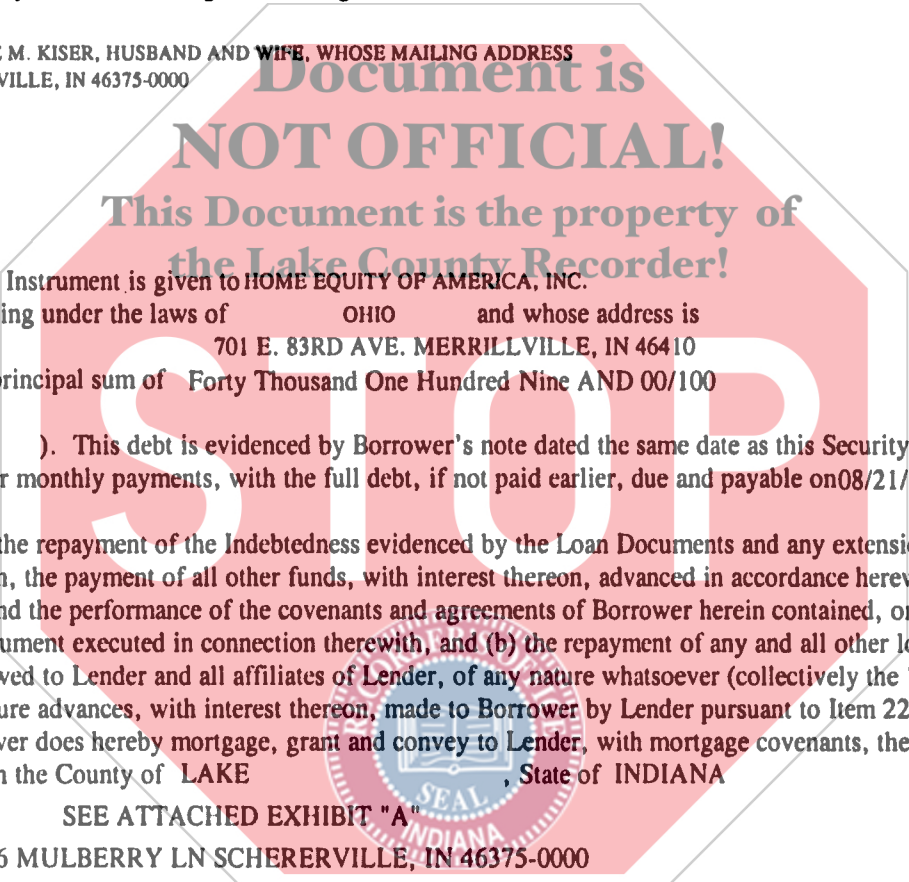 E M. KISER, HUSBAND AND WIFE, WHOSE MAILING ADDRESS
VILLE, IN 46375-0000
Document is
NOT OFFICIAL!
This Document is the property of
the Lake County Recorder!
Instrument is given to HOME EQUITY OF AMERICA, INC.
ing under the laws of OHIO and whose address is
701 E. 83RD AVE. MERRILLVILLE, IN 46410
principal sum of Forty Thousand One Hundred Nine AND 00/100
). This debt is evidenced by Borrower's note dated the same date as this Security
r monthly payments, with the full debt, if not paid earlier, due and payable on08/21/
the repayment of the Indebtedness evidenced by the Loan Documents and any extensi
n, the payment of all other funds, with interest thereon, advanced in accordance herew
nd the performance of the covenants and agreements of Borrower herein contained, or
ument executed in connection therewith, and (b) the repayment of any and all other lo
wed to Lender and all affiliates of Lender, of any nature whatsoever (collectively the "
ure advances, with interest thereon, made to Borrower by Lender pursuant to Item 22
wer does hereby mortgage, grant and convey to Lender, with mortgage covenants, the
n the County of LAKE , State of INDIANA
SEE ATTACHED EXHIBIT "A"
6 MULBERRY LN SCHERERVILLE, IN 46375-0000
STOP
SEAL
INDIANA